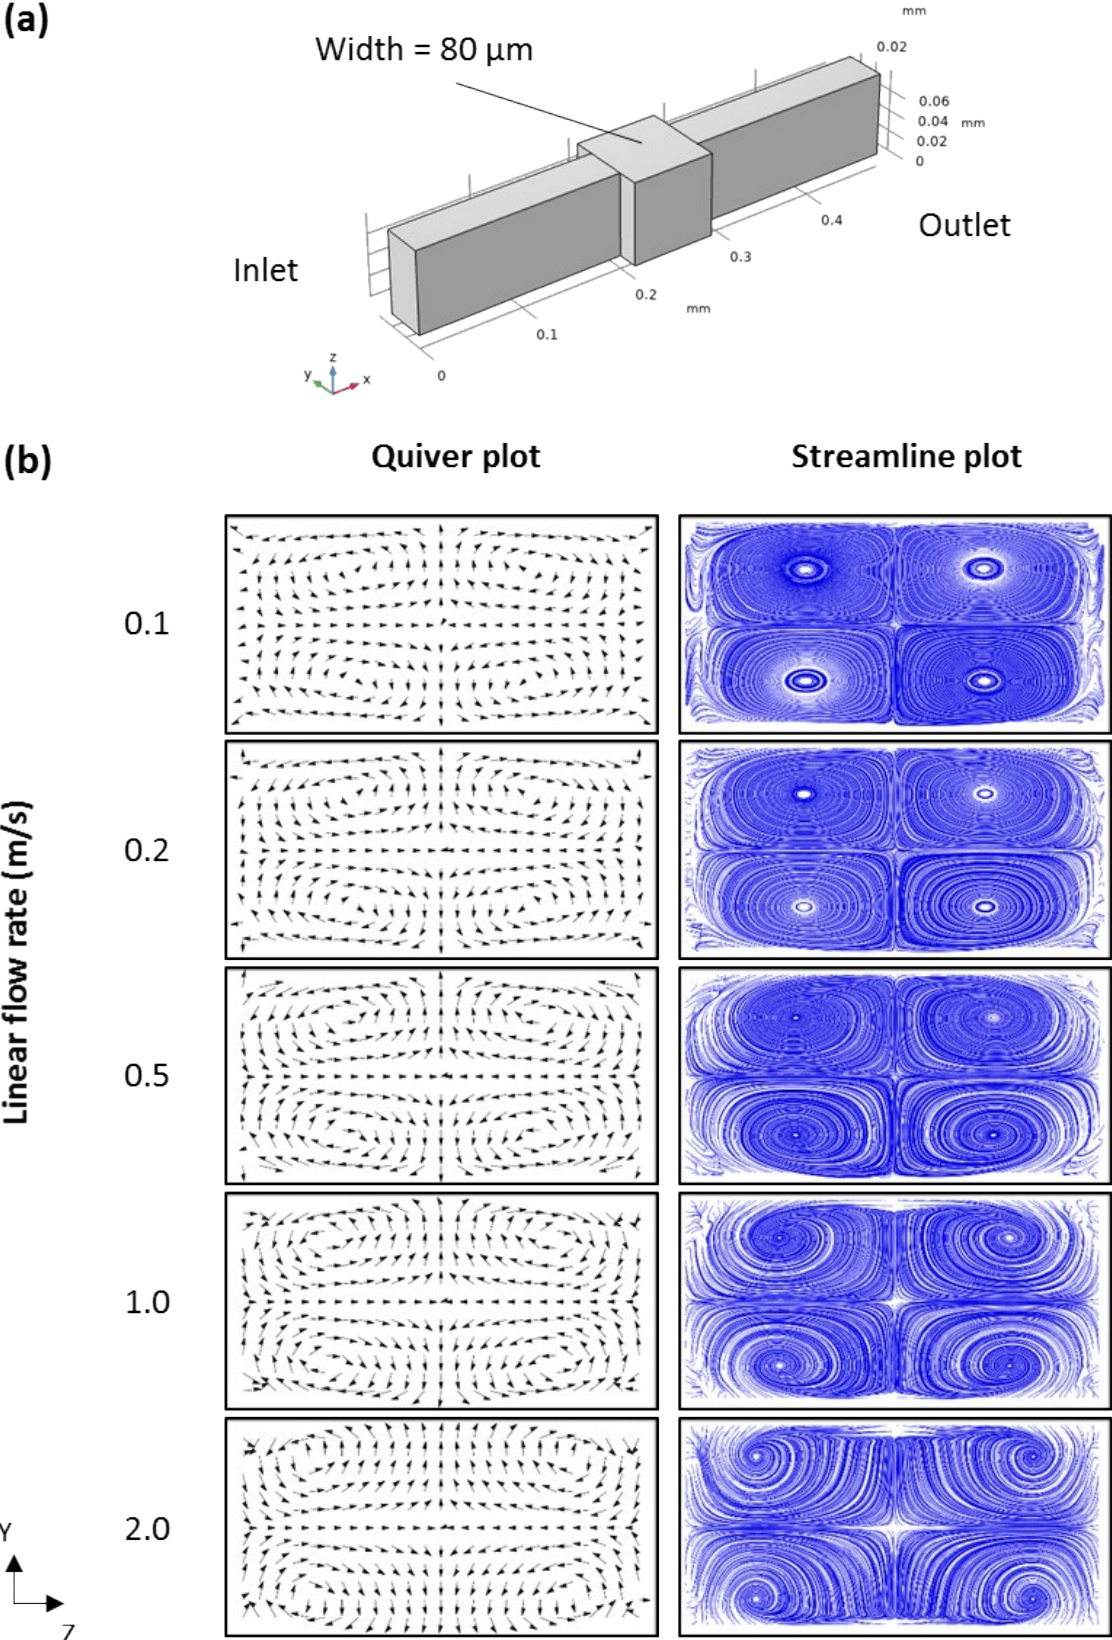 (a)
Width = 80 µm
mm
0.02
0.06
0.04 mm
0.02
0
Outlet
0.4
0.3
Inlet
0.2
mm
0.1
0
z
y
x
(b)
Quiver plot
Streamline plot
Linear flow rate (m/s)
0.1
0.2
0.5
1.0
2.0
Y
Z